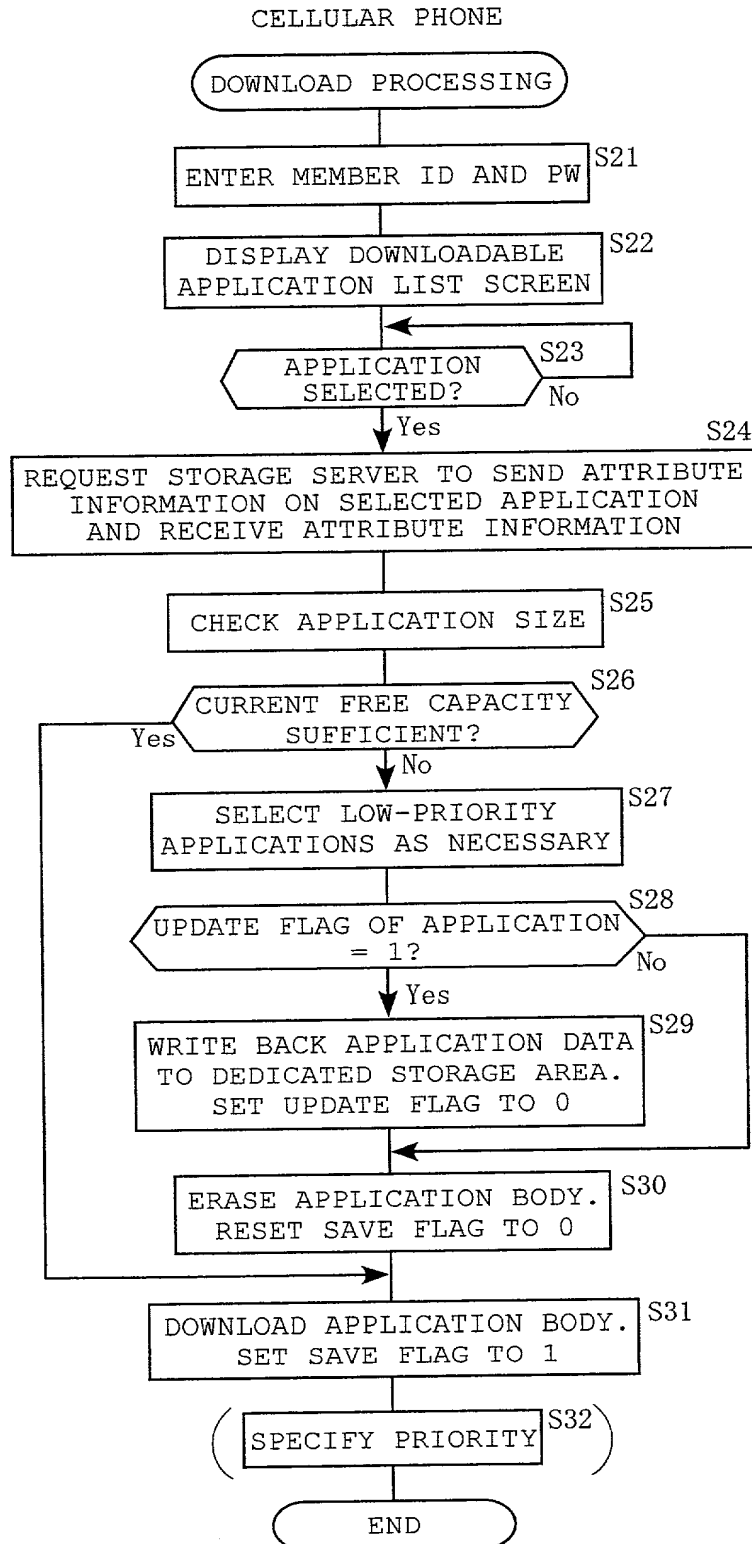 CELLULAR PHONE
DOWNLOAD PROCESSING
S21
ENTER MEMBER ID AND PW
S22
DISPLAY DOWNLOADABLE
APPLICATION LIST SCREEN
S23
APPLICATION
SELECTED?
No
Yes
S24
REQUEST STORAGE SERVER TO SEND ATTRIBUTE
INFORMATION ON SELECTED APPLICATION
AND RECEIVE ATTRIBUTE INFORMATION
S25
CHECK APPLICATION SIZE
S26
CURRENT FREE CAPACITY
SUFFICIENT?
Yes
No
S27
SELECT LOW-PRIORITY
APPLICATIONS AS NECESSARY
S28
UPDATE FLAG OF APPLICATION
= 1?
No
Yes
S29
WRITE BACK APPLICATION DATA
TO DEDICATED STORAGE AREA.
SET UPDATE FLAG TO 0
S30
ERASE APPLICATION BODY.
RESET SAVE FLAG TO 0
S31
DOWNLOAD APPLICATION BODY.
SET SAVE FLAG TO 1
S32
( SPECIFY PRIORITY )
END